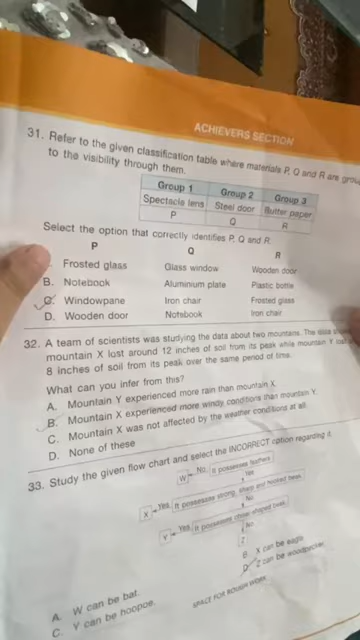 ACHIEVERS SECTION
31. Refer to the given classification table where materials P, Q and R are
to the visibility through them.
Group 1 Group 2 Group 3
Spectacle lens Steel door Butter paper
P Q R
Select the option that correctly identifies P, Q and R.
P Q R
Frosted glass Glass window Wooden door
B. Notebook Aluminium plate Plastic bottle
C. Windowpane Iron chair Frosted glass
D. Wooden door Notebook Iron chair
32. A team of scientists was studying the data about two mountains. The
mountain X lost around 12 inches of soil from its peak while mountain Y
8 inches of soil from its peak over the same period of time.
What can you infer from this?
A. Mountain Y experienced more rain than mountain X.
B. Mountain X experienced more windy conditions than mountain Y.
C. Mountain X was not affected by the weather conditions at all.
D. None of these
33. Study the given flow chart and select the INCORRECT option regarding it.
W No It possesses feathers
Yes
X Yes It possesses strong, sharp and hooked beak
No
Y Yes It possesses chisel shaped beak
No
Z
A. W can be bat.
B. X can be eagle.
C. Y can be hoopoe.
D. Z can be woodpecker.
SPACE FOR ROUGH WORK